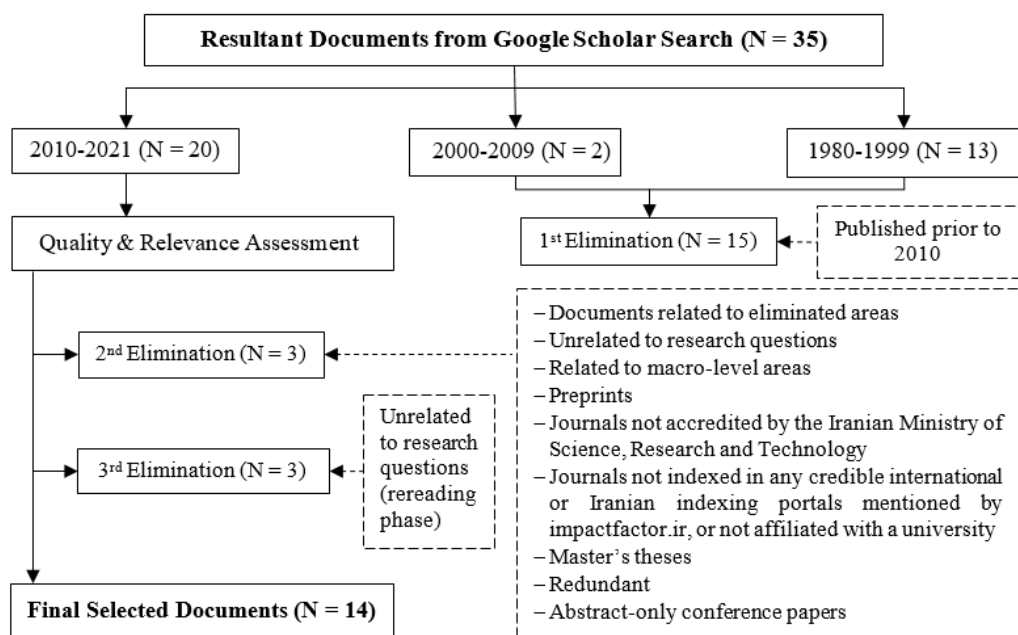 Resultant Documents from Google Scholar Search (N = 35)
2010-2021 (N = 20)
2000-2009 (N = 2)
1980-1999 (N = 13)
Quality & Relevance Assessment
1st Elimination (N = 15)
Published prior to
2010
2nd Elimination (N = 3)
– Documents related to eliminated areas
– Unrelated to research questions
– Related to macro-level areas
– Preprints
– Journals not accredited by the Iranian Ministry of
Science, Research and Technology
– Journals not indexed in any credible international
or Iranian indexing portals mentioned by
impactfactor.ir, or not affiliated with a university
– Master’s theses
– Redundant
– Abstract-only conference papers
3rd Elimination (N = 3)
Unrelated
to research
questions
(rereading
phase)
Final Selected Documents (N = 14)